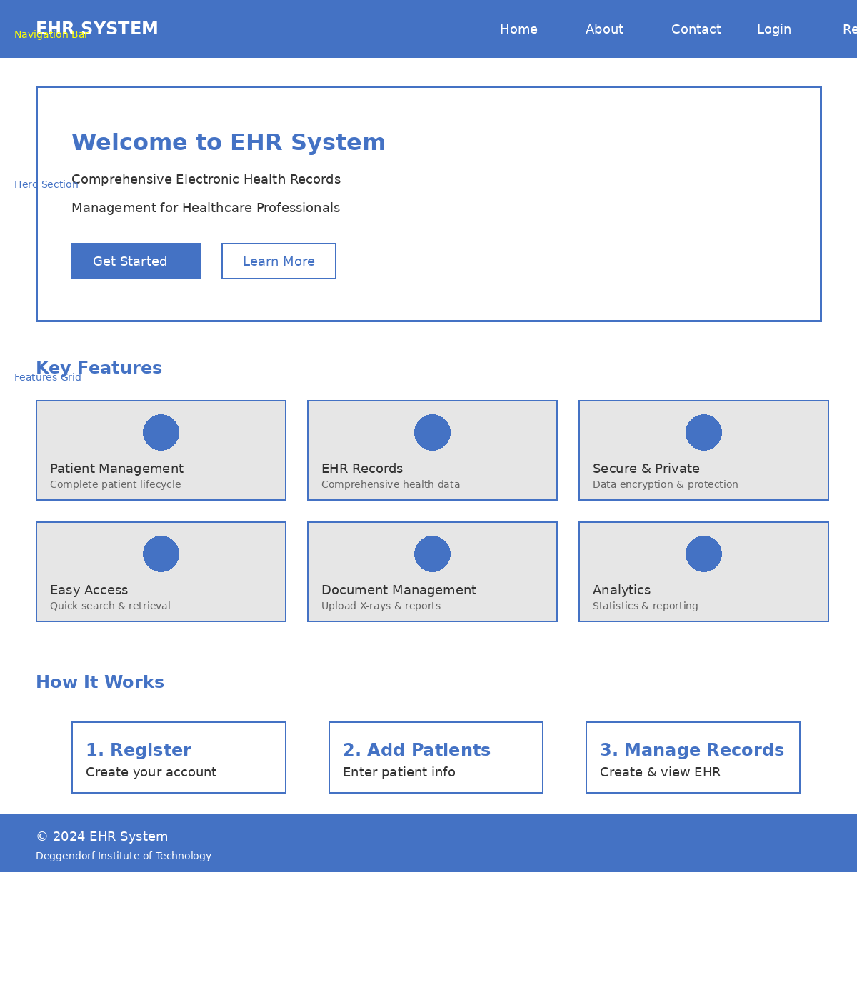 EHR SYSTEM
Navigation Bar
Home
About
Contact
Login
Re
Welcome to EHR System
Comprehensive Electronic Health Records
Hero Section
Management for Healthcare Professionals
Get Started
Learn More
Key Features
Features Grid
Patient Management
Complete patient lifecycle
EHR Records
Comprehensive health data
Secure & Private
Data encryption & protection
Easy Access
Quick search & retrieval
Document Management
Upload X-rays & reports
Analytics
Statistics & reporting
How It Works
1. Register
Create your account
2. Add Patients
Enter patient info
3. Manage Records
Create & view EHR
© 2024 EHR System
Deggendorf Institute of Technology